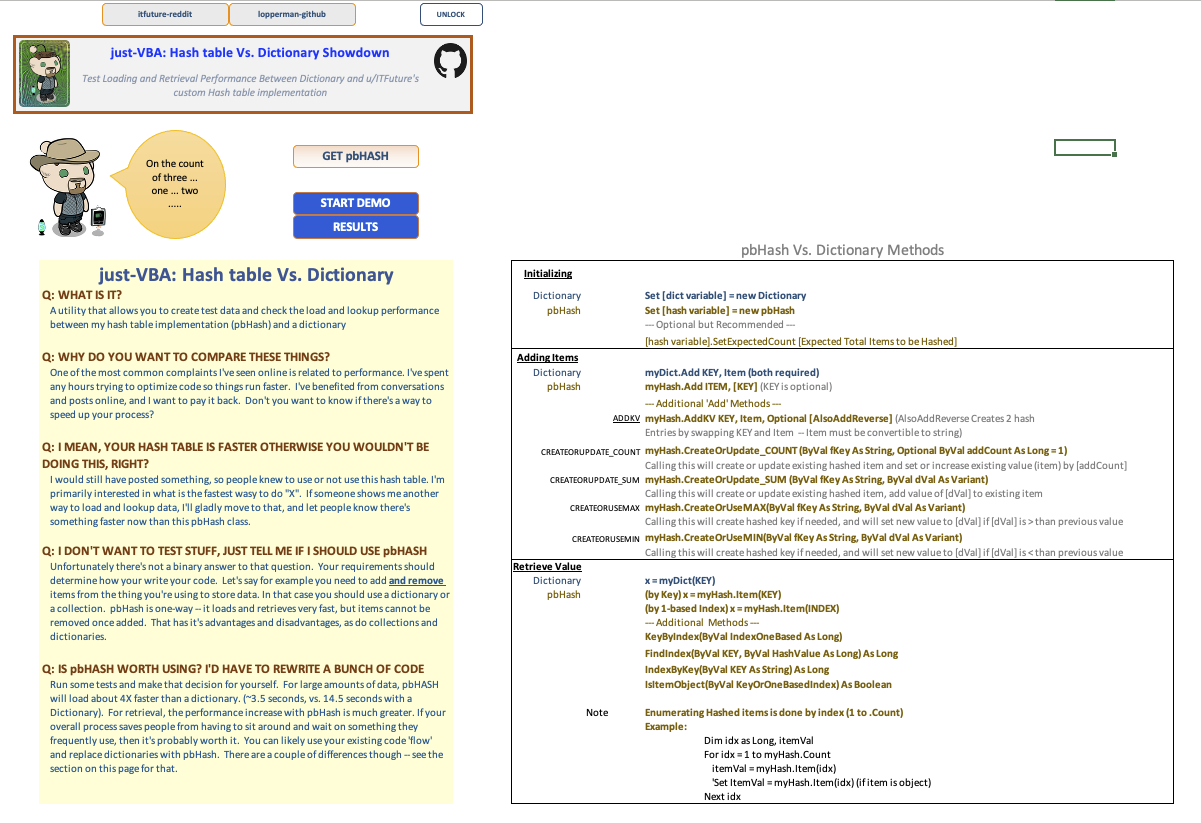 itfuture-reddit
lopperman-github
UNLOCK
just-VBA: Hash table Vs. Dictionary Showdown
Test Loading and Retrieval Performance Between Dictionary and u/ITFuture's
custom Hash table implementation
On the count
of three ...
one ... two
.....
GET pbHASH
START DEMO
RESULTS
just-VBA: Hash table Vs. Dictionary
Q: WHAT IS IT?
A utility that allows you to create test data and check the load and lookup performance
between my hash table implementation (pbHash) and a dictionary
Q: WHY DO YOU WANT TO COMPARE THESE THINGS?
One of the most common complaints I've seen online is related to performance. I've spent
any hours trying to optimize code so things run faster.  I've benefited from conversations
and posts online, and I want to pay it back.  Don't you want to know if there's a way to
speed up your process?
Q: I MEAN, YOUR HASH TABLE IS FASTER OTHERWISE YOU WOULDN'T BE
DOING THIS, RIGHT?
I would still have posted something, so people knew to use or not use this hash table. I'm
primarily interested in what is the fastest wasy to do "X".  If someone shows me another
way to load and lookup data, I'll gladly move to that, and let people know there's
something faster now than this pbHash class.
Q: I DON'T WANT TO TEST STUFF, JUST TELL ME IF I SHOULD USE pbHASH
Unfortunately there's not a binary answer to that question.  Your requirements should
determine how your write your code.  Let's say for example you need to add and remove
items from the thing you're using to store data. In that case you should use a dictionary or
a collection.  pbHash is one-way -- it loads and retrieves very fast, but items cannot be
removed once added.  That has it's advantages and disadvantages, as do collections and
dictionaries.
Q: IS pbHASH WORTH USING? I'D HAVE TO REWRITE A BUNCH OF CODE
Run some tests and make that decision for yourself.  For large amounts of data, pbHASH
will load about 4X faster than a dictionary. (~3.5 seconds, vs. 14.5 seconds with a
Dictionary).  For retrieval, the performance increase with pbHash is much greater. If your
overall process saves people from having to sit around and wait on something they
frequently use, then it's probably worth it.  You can likely use your existing code 'flow'
and replace dictionaries with pbHash.  There are a couple of differences though -- see the
section on this page for that.
pbHash Vs. Dictionary Methods
Initializing
Dictionary Set [dict variable] = new Dictionary
pbHash Set [hash variable] = new pbHash
--- Optional but Recommended ---
[hash variable].SetExpectedCount [Expected Total Items to be Hashed]
Adding Items
Dictionary myDict.Add KEY, Item (both required)
pbHash myHash.Add ITEM, [KEY] (KEY is optional)
--- Additional 'Add' Methods ---
ADDKV myHash.AddKV KEY, Item, Optional [AlsoAddReverse] (AlsoAddReverse Creates 2 hash
Entries by swapping KEY and Item  -- Item must be convertible to string)
CREATEORUPDATE_COUNT myHash.CreateOrUpdate_COUNT (ByVal fKey As String, Optional ByVal addCount As Long = 1)
Calling this will create or update existing hashed item and set or increase existing value (item) by [addCount]
CREATEORUPDATE_SUM myHash.CreateOrUpdate_SUM (ByVal fKey As String, ByVal dVal As Variant)
Calling this will create or update existing hashed item, add value of [dVal] to existing item
CREATEORUSEMAX myHash.CreateOrUseMAX(ByVal fKey As String, ByVal dVal As Variant)
Calling this will create hashed key if needed, and will set new value to [dVal] if [dVal] is > than previous value
CREATEORUSEMIN myHash.CreateOrUseMIN(ByVal fKey As String, ByVal dVal As Variant)
Calling this will create hashed key if needed, and will set new value to [dVal] if [dVal] is < than previous value
Retrieve Value
Dictionary x = myDict(KEY)
pbHash (by Key) x = myHash.Item(KEY)
(by 1-based Index) x = myHash.Item(INDEX)
--- Additional  Methods ---
KeyByIndex(ByVal IndexOneBased As Long)
FindIndex(ByVal KEY, ByVal HashValue As Long) As Long
IndexByKey(ByVal KEY As String) As Long
IsItemObject(ByVal KeyOrOneBasedIndex) As Boolean
Note Enumerating Hashed items is done by index (1 to .Count)
Example:
Dim idx as Long, itemVal
For idx = 1 to myHash.Count
itemVal = myHash.Item(idx)
'Set ItemVal = myHash.Item(idx) (if item is object)
Next idx